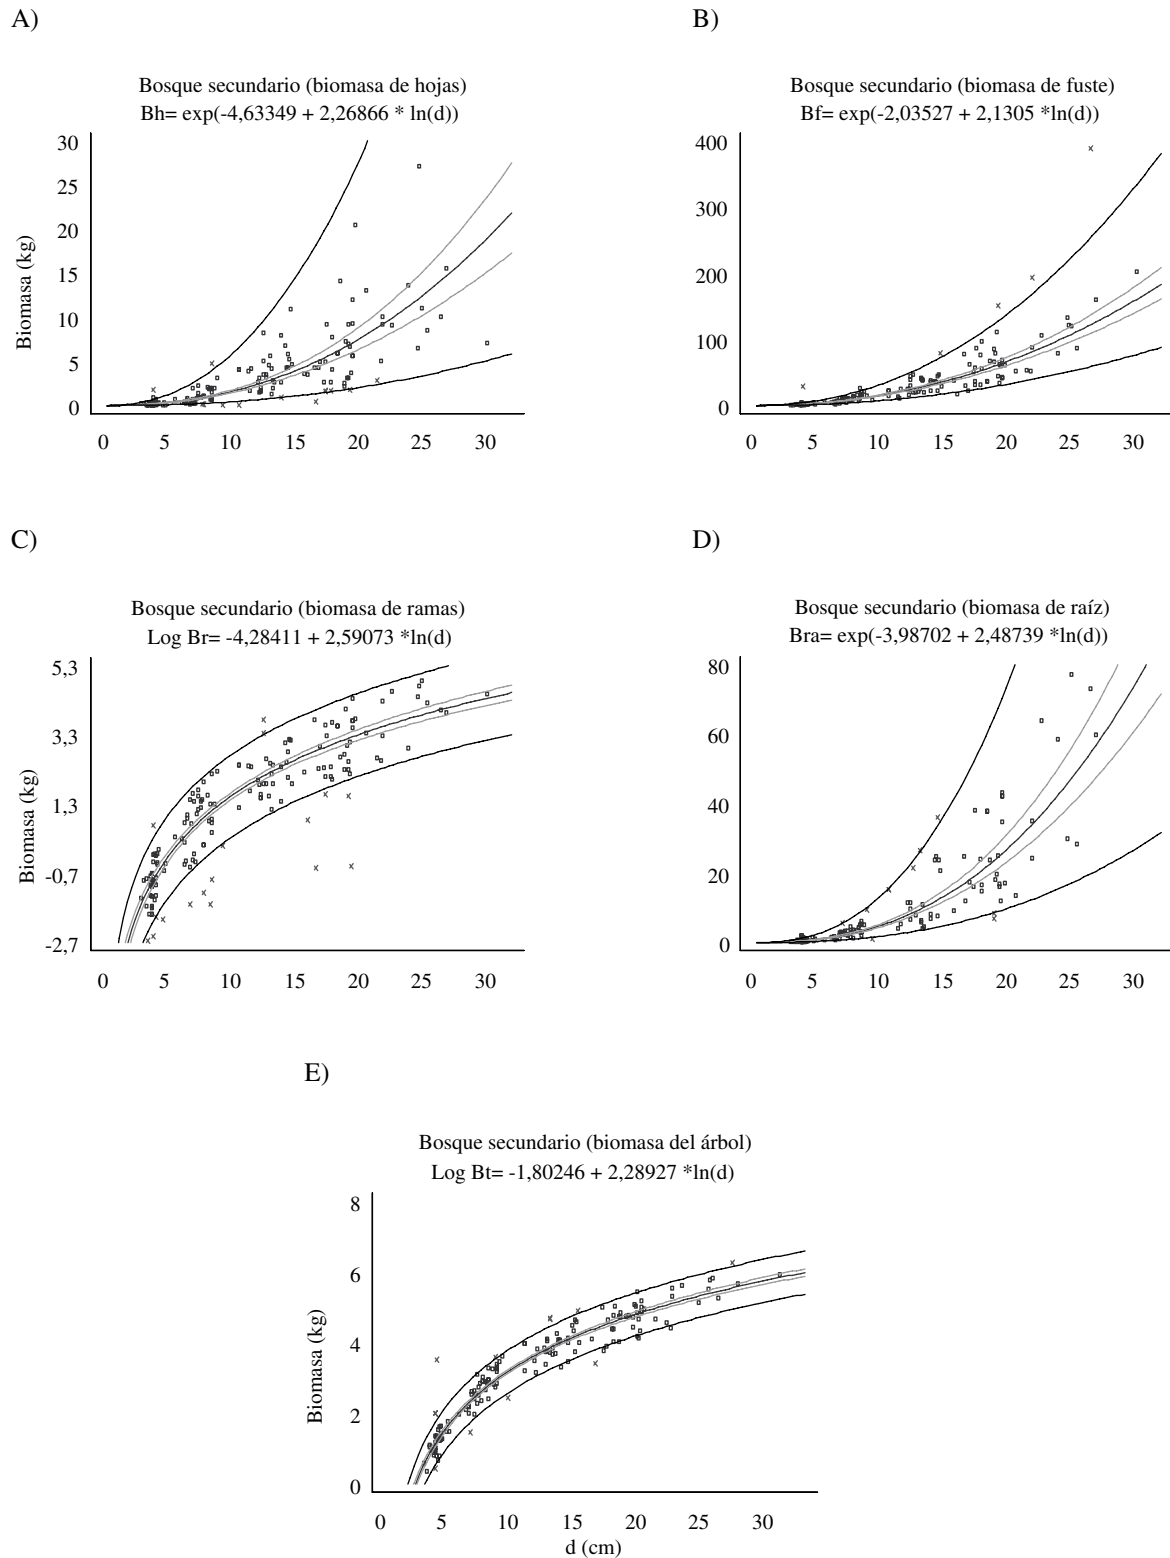 A)
Bosque secundario (biomasa de hojas)
Bh= exp(-4,63349 + 2,26866 * ln(d))
30
25
20
15
10
5
0
Biomasa (kg)
0 5 10 15 20 25 30
B)
Bosque secundario (biomasa de fuste)
Bf= exp(-2,03527 + 2,1305 *ln(d))
400
300
200
100
0
0 5 10 15 20 25 30
C)
Bosque secundario (biomasa de ramas)
Log Br= -4,28411 + 2,59073 *ln(d)
5,3
3,3
1,3
-0,7
-2,7
Biomasa (kg)
0 5 10 15 20 25 30
D)
Bosque secundario (biomasa de raíz)
Bra= exp(-3,98702 + 2,48739 *ln(d))
80
60
40
20
0
0 5 10 15 20 25 30
E)
Bosque secundario (biomasa del árbol)
Log Bt= -1,80246 + 2,28927 *ln(d)
8
6
4
2
0
Biomasa (kg)
0 5 10 15 20 25 30
d (cm)